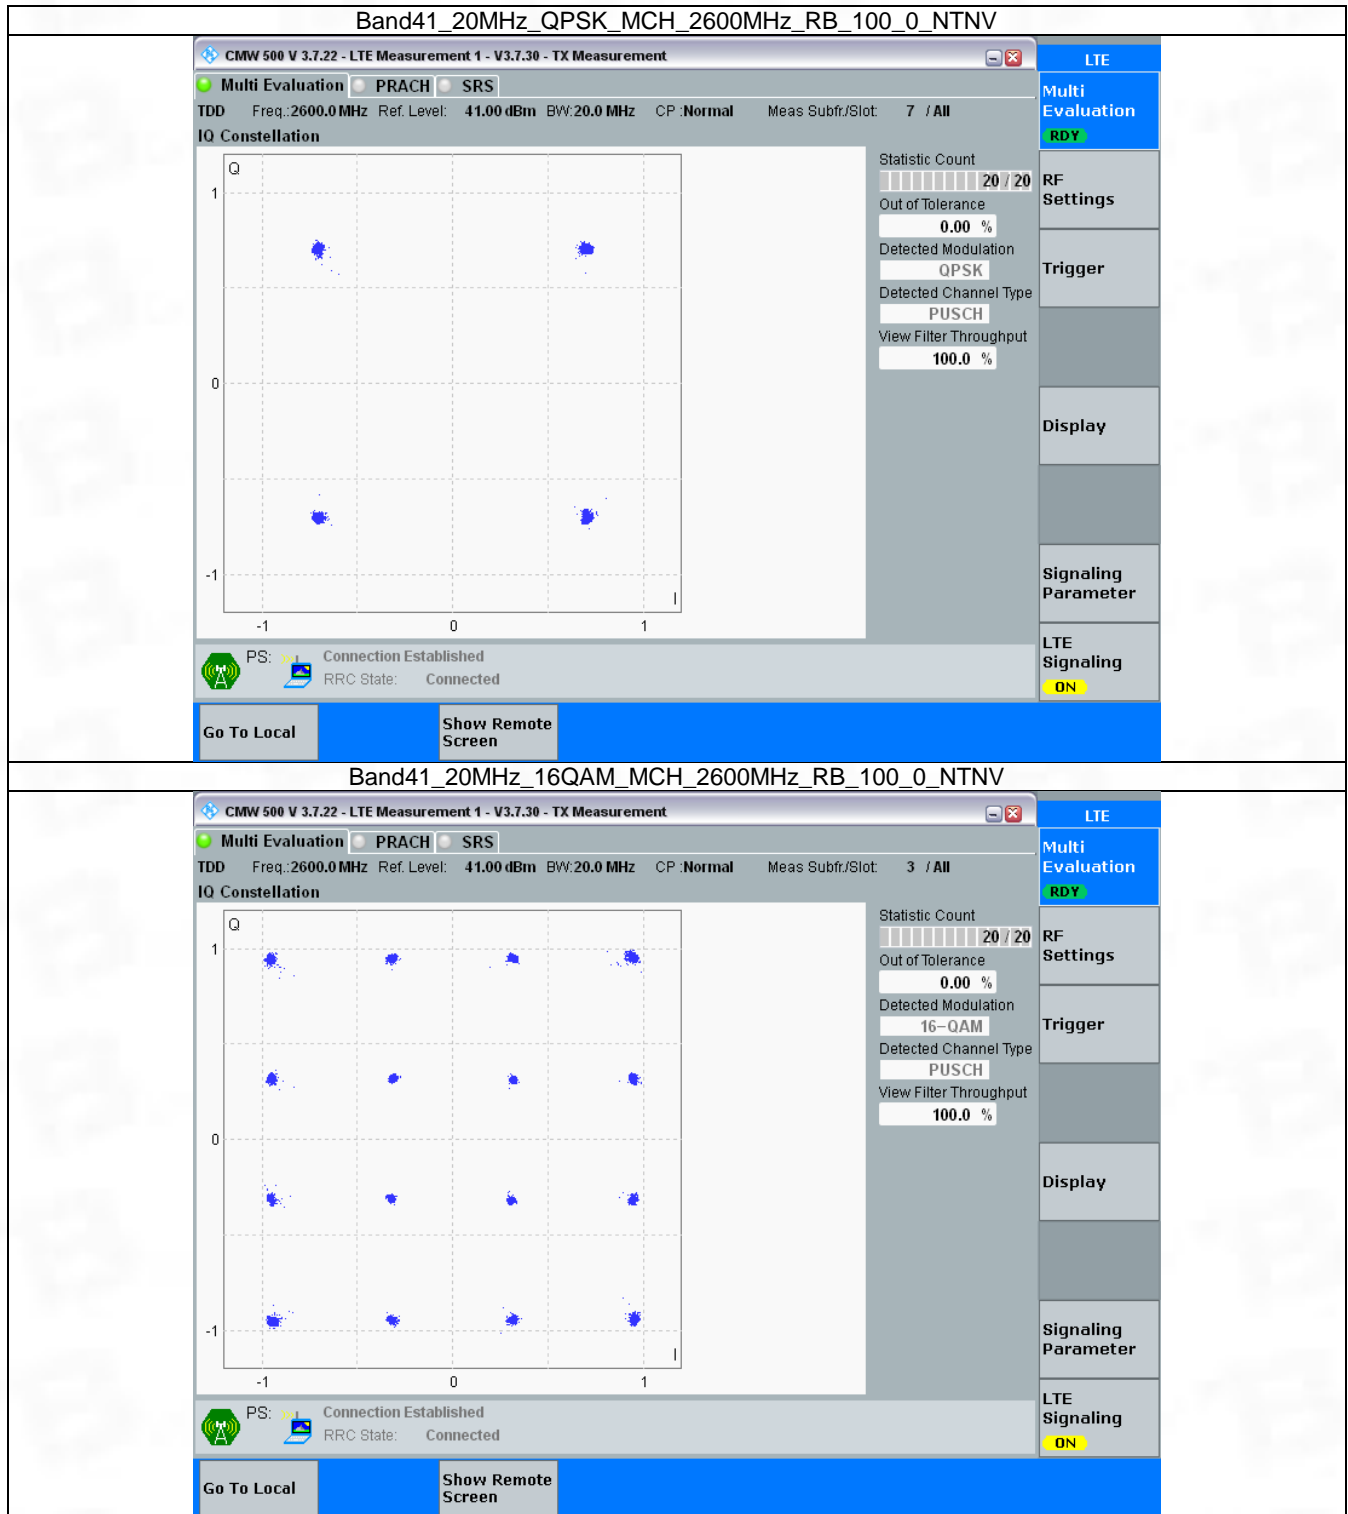 Band41_20MHz_QPSK_MCH_2600MHz_RB_100_0_NTNV
CMW 500 V 3.7.22 - LTE Measurement 1 - V3.7.30 - TX Measurement
LTE
Multi Evaluation PRACH SRS
TDD Freq.:2600.0 MHz Ref. Level: 41.00 dBm BW:20.0 MHz CP :Normal Meas Subfr./Slot: 7 / All
IQ Constellation
Q
1
0
-1
I
-1 0 1
Statistic Count
20 / 20
Out of Tolerance
0.00 %
Detected Modulation
QPSK
Detected Channel Type
PUSCH
View Filter Throughput
100.0 %
Multi
Evaluation
RDY
RF
Settings
Trigger
Display
Signaling
Parameter
LTE
Signaling
ON
PS: Connection Established
RRC State: Connected
Go To Local
Show Remote
Screen
Band41_20MHz_16QAM_MCH_2600MHz_RB_100_0_NTNV
CMW 500 V 3.7.22 - LTE Measurement 1 - V3.7.30 - TX Measurement
LTE
Multi Evaluation PRACH SRS
TDD Freq.:2600.0 MHz Ref. Level: 41.00 dBm BW:20.0 MHz CP :Normal Meas Subfr./Slot: 3 / All
IQ Constellation
Q
1
0
-1
I
-1 0 1
Statistic Count
20 / 20
Out of Tolerance
0.00 %
Detected Modulation
16-QAM
Detected Channel Type
PUSCH
View Filter Throughput
100.0 %
Multi
Evaluation
RDY
RF
Settings
Trigger
Display
Signaling
Parameter
LTE
Signaling
ON
PS: Connection Established
RRC State: Connected
Go To Local
Show Remote
Screen